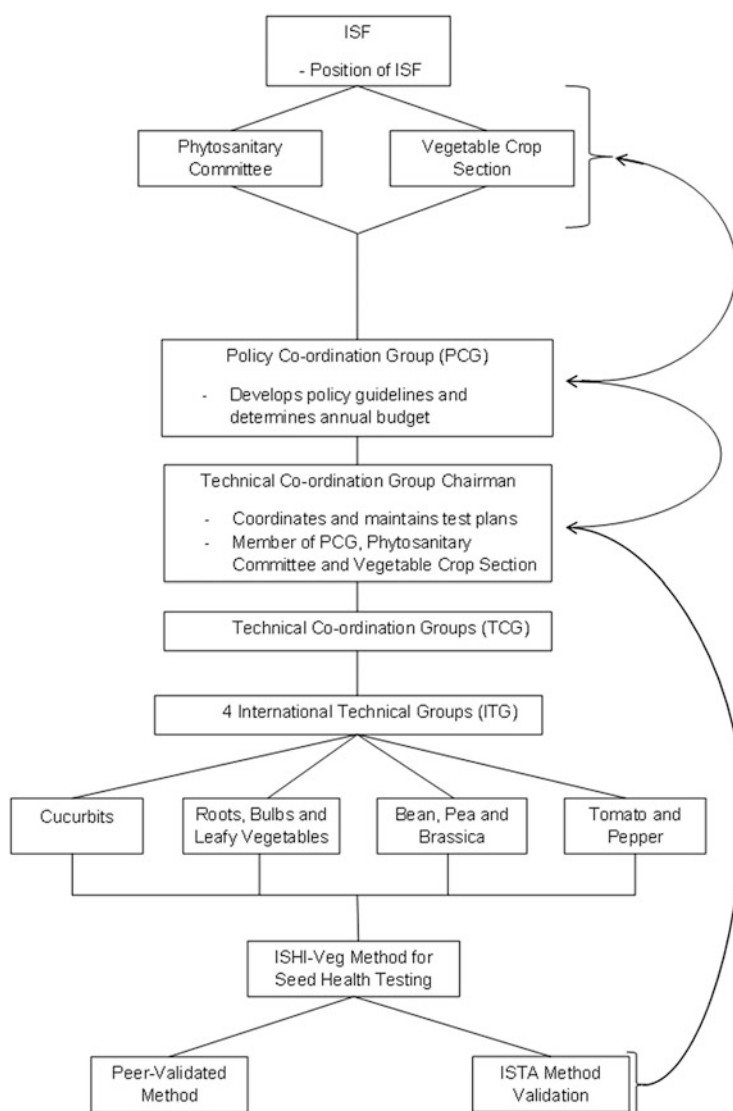 ISF
- Position of ISF
Phytosanitary
Committee
Vegetable Crop
Section
Policy Co-ordination Group (PCG)
- Develops policy guidelines and
determines annual budget
Technical Co-ordination Group Chairman
- Coordinates and maintains test plans
- Member of PCG, Phytosanitary
Committee and Vegetable Crop Section
Technical Co-ordination Groups (TCG)
4 International Technical Groups (ITG)
Cucurbits
Roots, Bulbs and
Leafy Vegetables
Bean, Pea and
Brassica
Tomato and
Pepper
ISHI-Veg Method for
Seed Health Testing
Peer-Validated
Method
ISTA Method
Validation